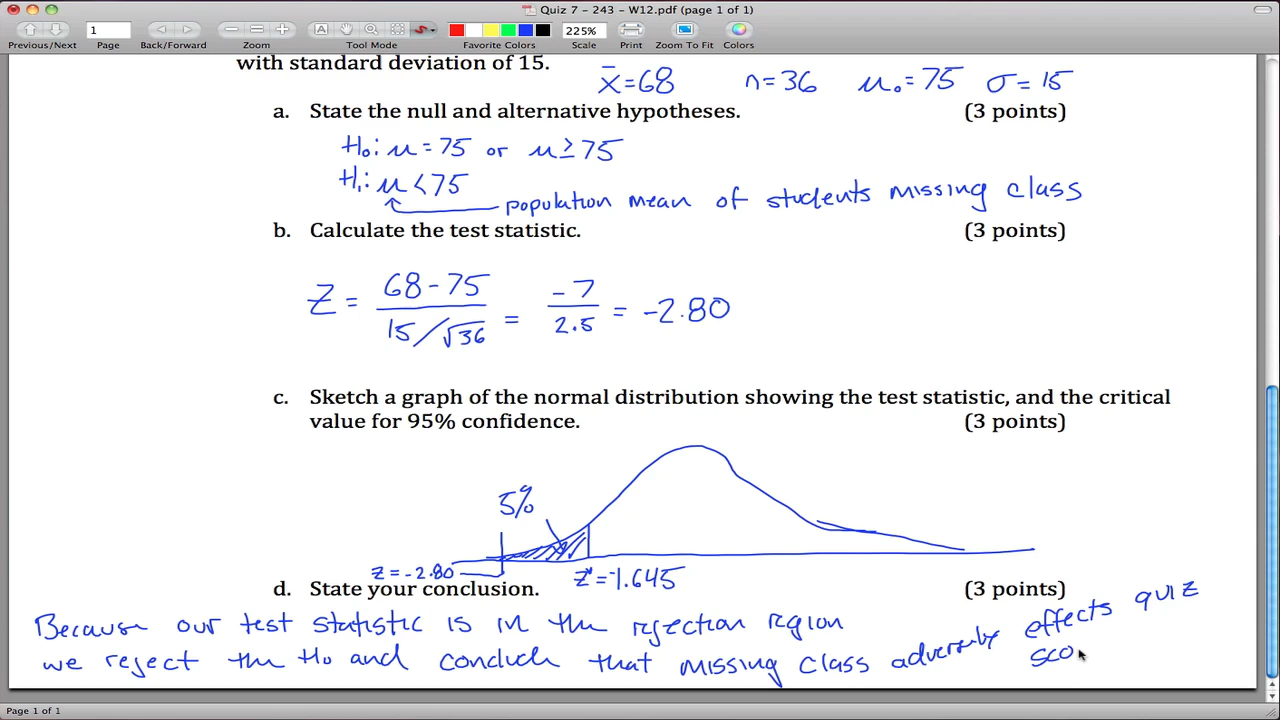 Quiz 7 - 243 - W12.pdf (page 1 of 1)
1
225%
Previous/Next Page Back/Forward Zoom Tool Mode Favorite Colors Scale Print Zoom To Fit Colors
with standard deviation of 15.
x̄=68 n=36 μ₀=75 σ=15
a. State the null and alternative hypotheses. (3 points)
H₀: μ=75 or μ≥75
H₁: μ<75
population mean of students missing class
b. Calculate the test statistic. (3 points)
Z = (68-75)/(15/√36) = -7/2.5 = -2.80
c. Sketch a graph of the normal distribution showing the test statistic, and the critical
value for 95% confidence. (3 points)
5%
Z=-2.80
Z*=-1.645
d. State your conclusion. (3 points)
Because our test statistic is in the rejection region
we reject the H₀ and conclude that missing class adversely effects quiz
sco
Page 1 of 1